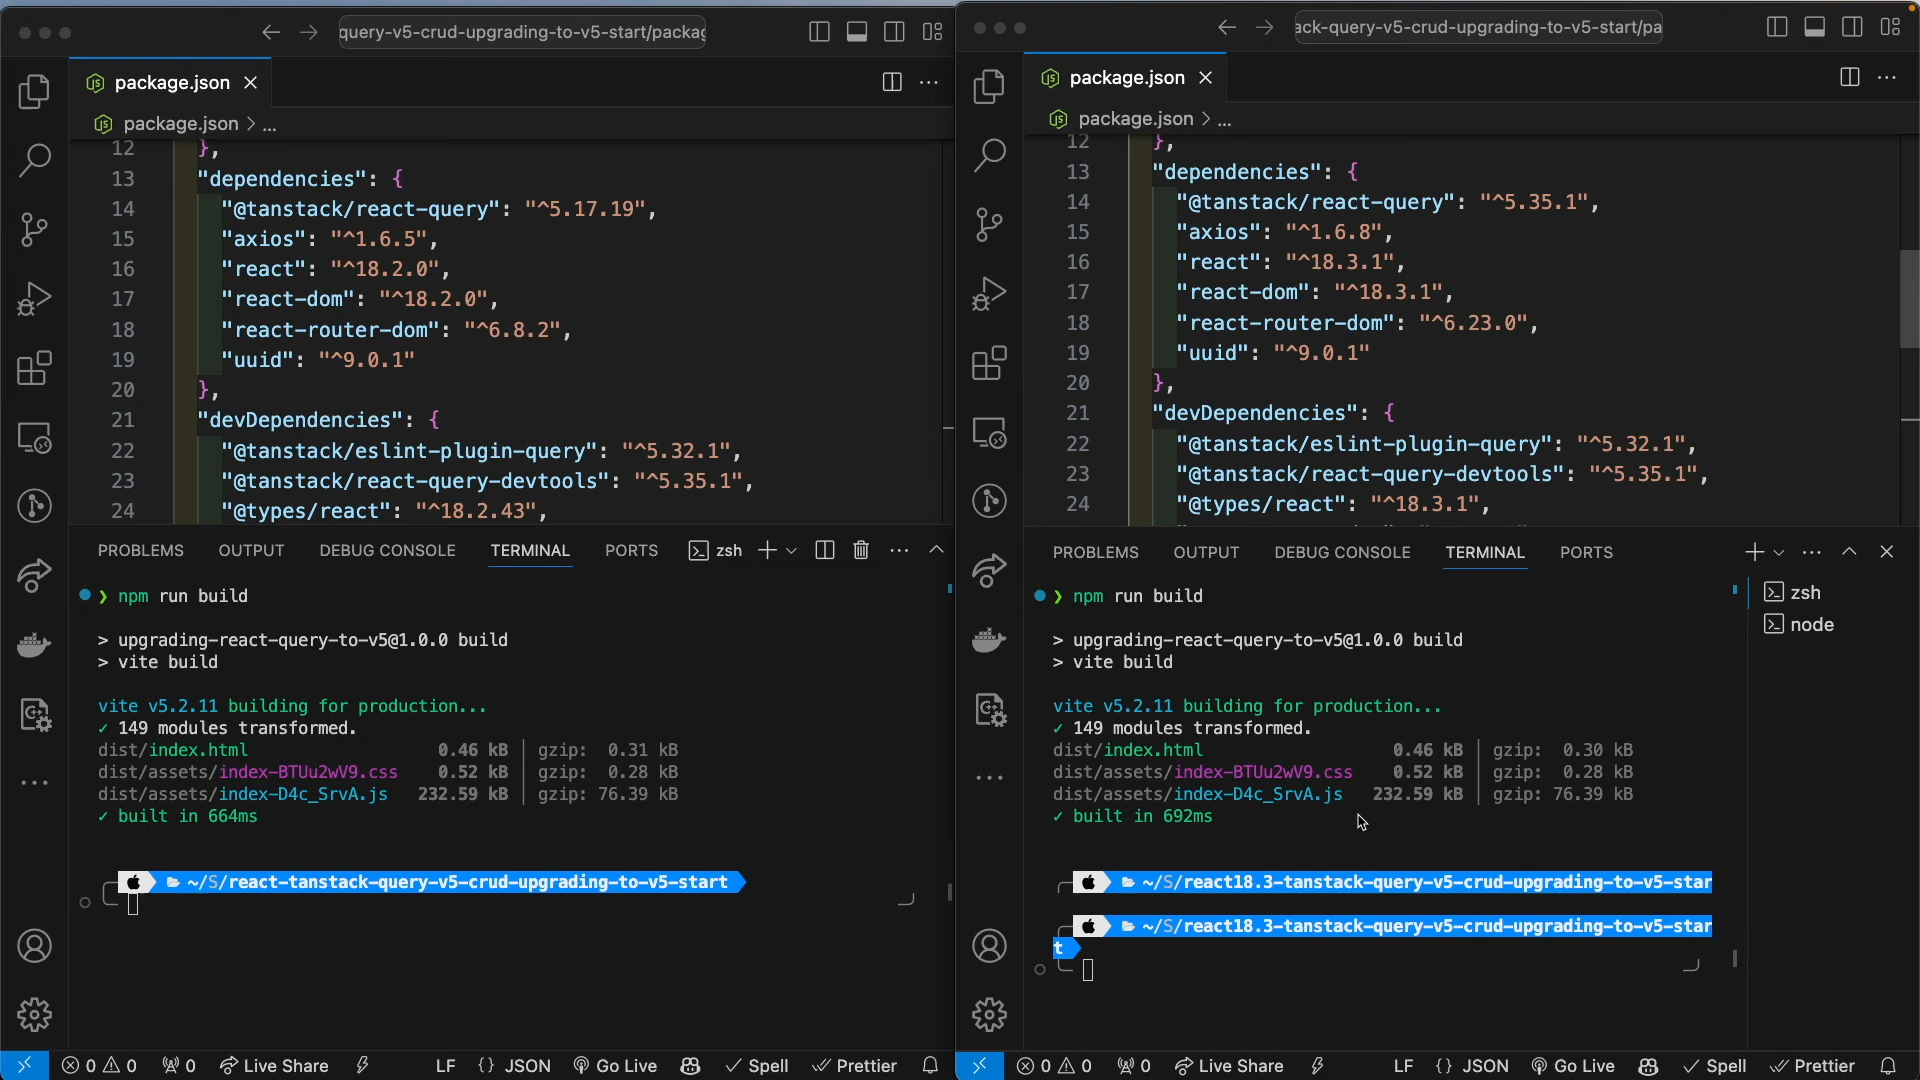 query-v5-crud-upgrading-to-v5-start/packag
package.json
package.json > ...
12 },
13 "dependencies": {
14 "@tanstack/react-query": "^5.17.19",
15 "axios": "^1.6.5",
16 "react": "^18.2.0",
17 "react-dom": "^18.2.0",
18 "react-router-dom": "^6.8.2",
19 "uuid": "^9.0.1"
20 },
21 "devDependencies": {
22 "@tanstack/eslint-plugin-query": "^5.32.1",
23 "@tanstack/react-query-devtools": "^5.35.1",
24 "@types/react": "^18.2.43",
PROBLEMS OUTPUT DEBUG CONSOLE TERMINAL PORTS zsh
❯ npm run build
> upgrading-react-query-to-v5@1.0.0 build
> vite build
vite v5.2.11 building for production...
✓ 149 modules transformed.
dist/index.html 0.46 kB │ gzip: 0.31 kB
dist/assets/index-BTUu2wV9.css 0.52 kB │ gzip: 0.28 kB
dist/assets/index-D4c_SrvA.js 232.59 kB │ gzip: 76.39 kB
✓ built in 664ms
~/S/react-tanstack-query-v5-crud-upgrading-to-v5-start
0 0 0 Live Share LF {} JSON Go Live Spell Prettier
ack-query-v5-crud-upgrading-to-v5-start/pa
package.json
package.json > ...
12 },
13 "dependencies": {
14 "@tanstack/react-query": "^5.35.1",
15 "axios": "^1.6.8",
16 "react": "^18.3.1",
17 "react-dom": "^18.3.1",
18 "react-router-dom": "^6.23.0",
19 "uuid": "^9.0.1"
20 },
21 "devDependencies": {
22 "@tanstack/eslint-plugin-query": "^5.32.1",
23 "@tanstack/react-query-devtools": "^5.35.1",
24 "@types/react": "^18.3.1",
PROBLEMS OUTPUT DEBUG CONSOLE TERMINAL PORTS
❯ npm run build
> upgrading-react-query-to-v5@1.0.0 build
> vite build
vite v5.2.11 building for production...
✓ 149 modules transformed.
dist/index.html 0.46 kB │ gzip: 0.30 kB
dist/assets/index-BTUu2wV9.css 0.52 kB │ gzip: 0.28 kB
dist/assets/index-D4c_SrvA.js 232.59 kB │ gzip: 76.39 kB
✓ built in 692ms
~/S/react18.3-tanstack-query-v5-crud-upgrading-to-v5-star
~/S/react18.3-tanstack-query-v5-crud-upgrading-to-v5-star
t
zsh
node
0 0 0 Live Share LF {} JSON Go Live Spell Prettier